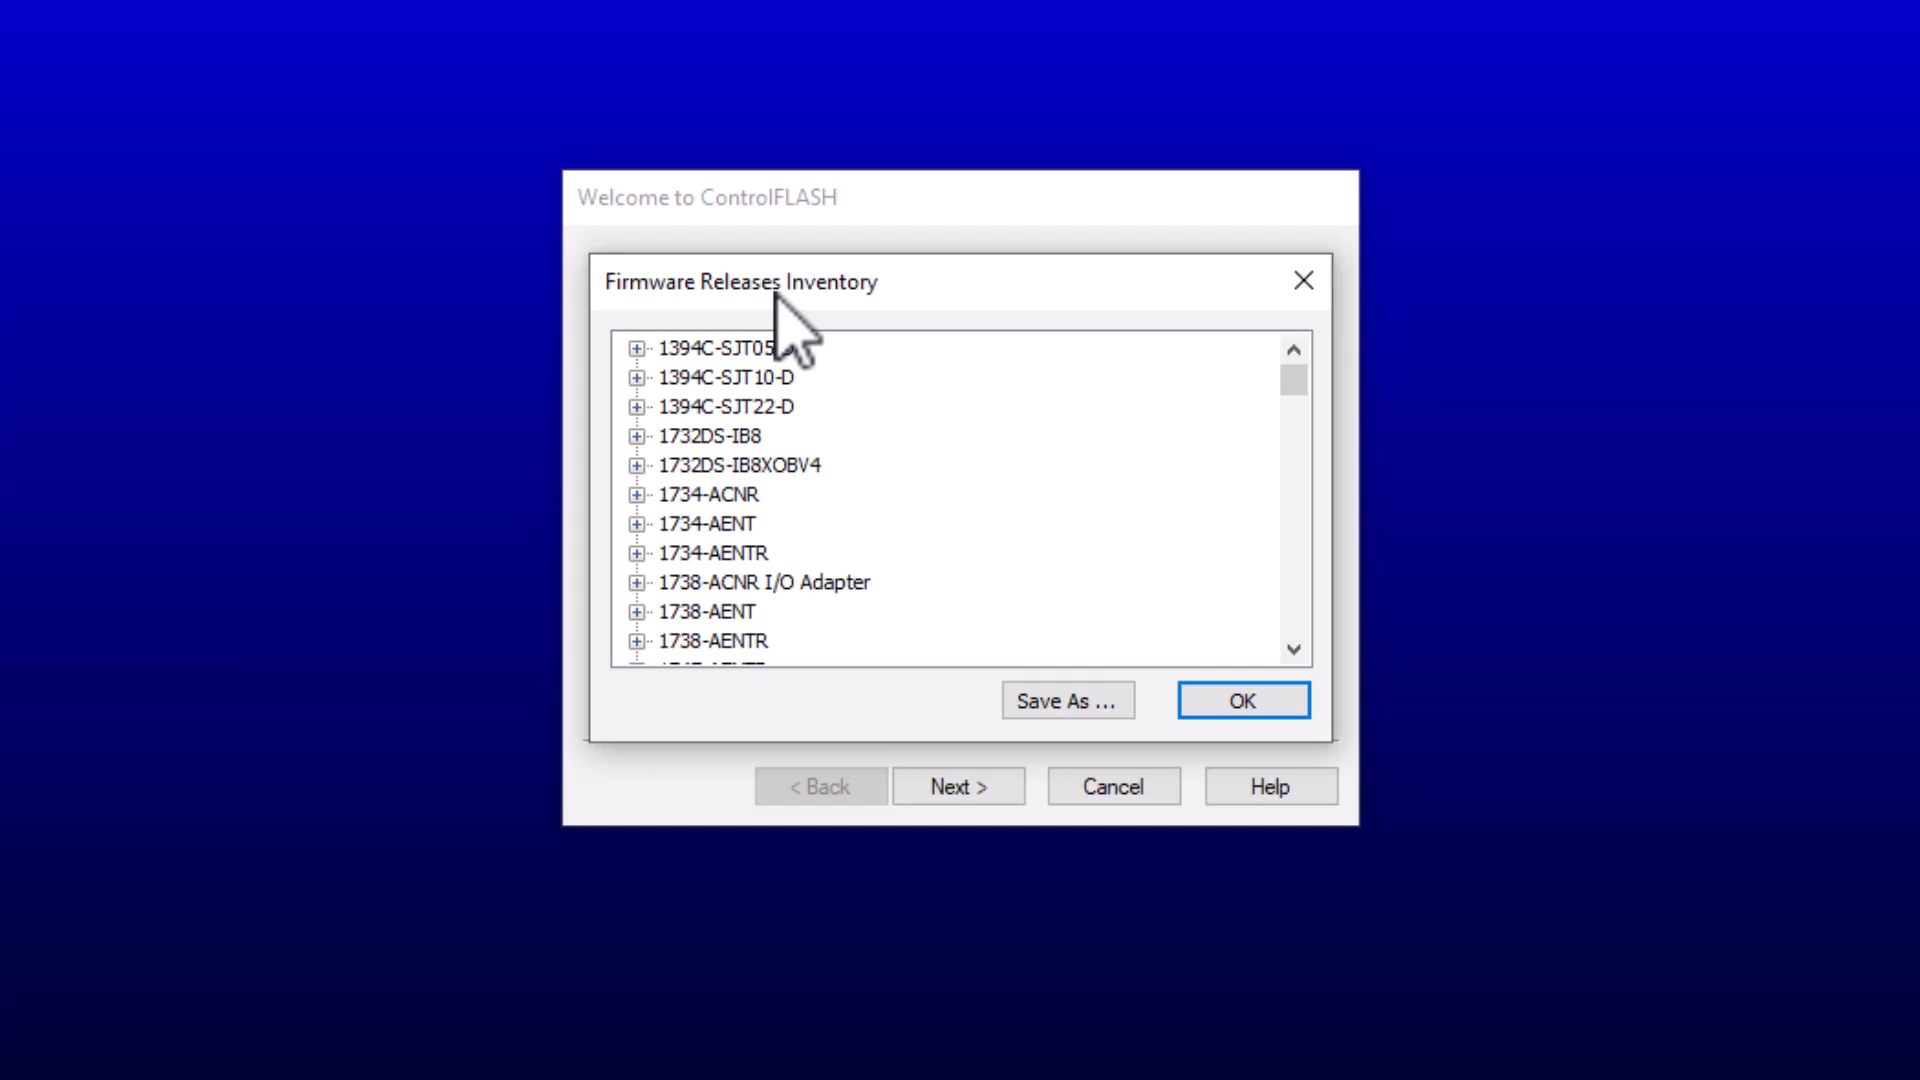 Welcome to ControlFLASH
Firmware Releases Inventory
1394C-SJT05
1394C-SJT10-D
1394C-SJT22-D
1732DS-IB8
1732DS-IB8XOBV4
1734-ACNR
1734-AENT
1734-AENTR
1738-ACNR I/O Adapter
1738-AENT
1738-AENTR
Save As ...
OK
< Back
Next >
Cancel
Help